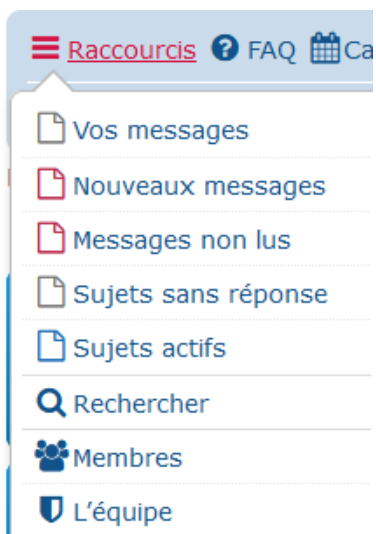 Raccourcis FAQ Ca
Vos messages
Nouveaux messages
Messages non lus
Sujets sans réponse
Sujets actifs
Rechercher
Membres
L'équipe